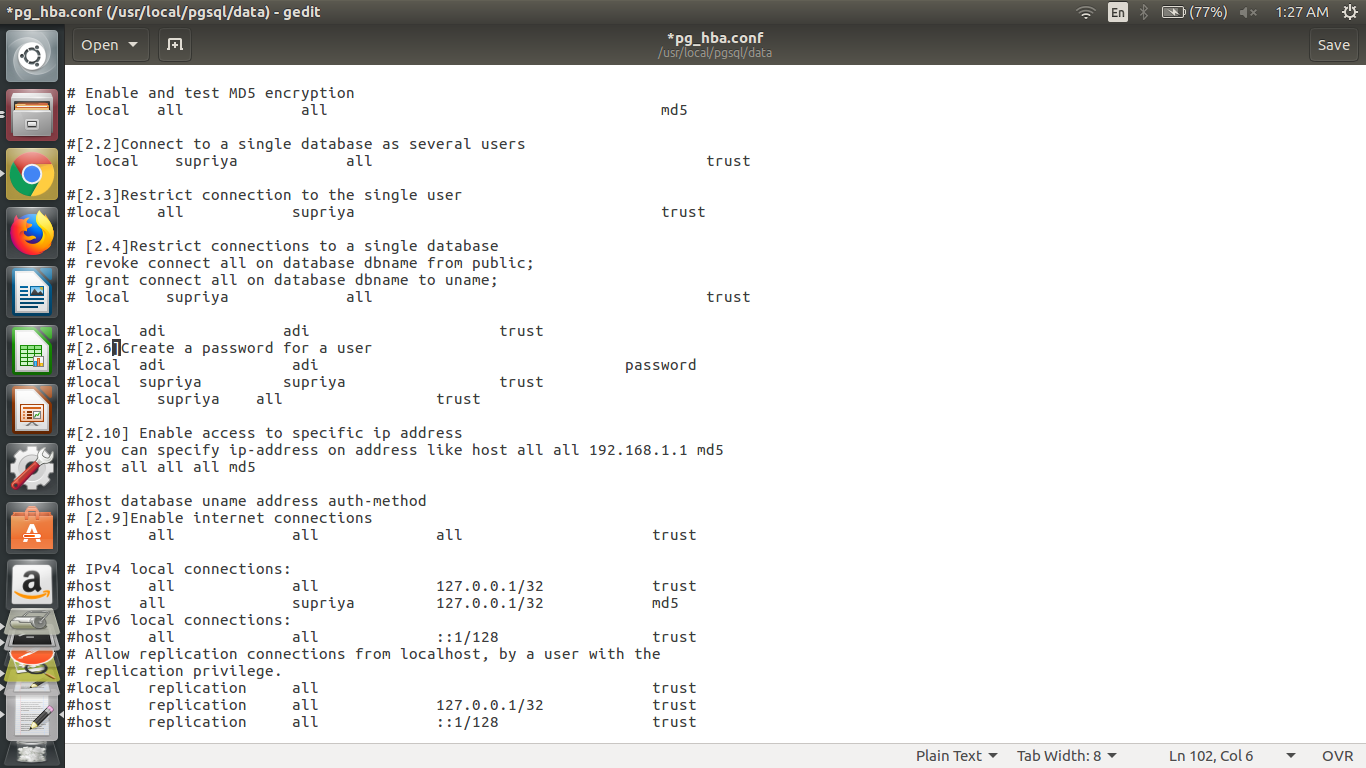 *pg_hba.conf (/usr/local/pgsql/data) - gedit
En
(77%)
1:27 AM
Open
*pg_hba.conf
/usr/local/pgsql/data
Save
# Enable and test MD5 encryption
# local   all                all                                     md5
#[2.2]Connect to a single database as several users
#  local    supriya            all                                     trust
#[2.3]Restrict connection to the single user
#local    all            supriya                                  trust
# [2.4]Restrict connections to a single database
# revoke connect all on database dbname from public;
# grant connect all on database dbname to uname;
# local    supriya             all                                     trust
#local  adi             adi                     trust
#[2.6]Create a password for a user
#local  adi              adi                                  password
#local  supriya         supriya                 trust
#local    supriya    all                 trust
#[2.10] Enable access to specific ip address
# you can specify ip-address on address like host all all 192.168.1.1 md5
#host all all all md5
#host database uname address auth-method
# [2.9]Enable internet connections
#host    all             all             all                     trust
# IPv4 local connections:
#host    all             all             127.0.0.1/32            trust
#host   all              supriya         127.0.0.1/32            md5
# IPv6 local connections:
#host    all             all             ::1/128                 trust
# Allow replication connections from localhost, by a user with the
# replication privilege.
#local   replication     all                                     trust
#host    replication     all             127.0.0.1/32            trust
#host    replication     all             ::1/128                 trust
Plain Text
Tab Width: 8
Ln 102, Col 6
OVR